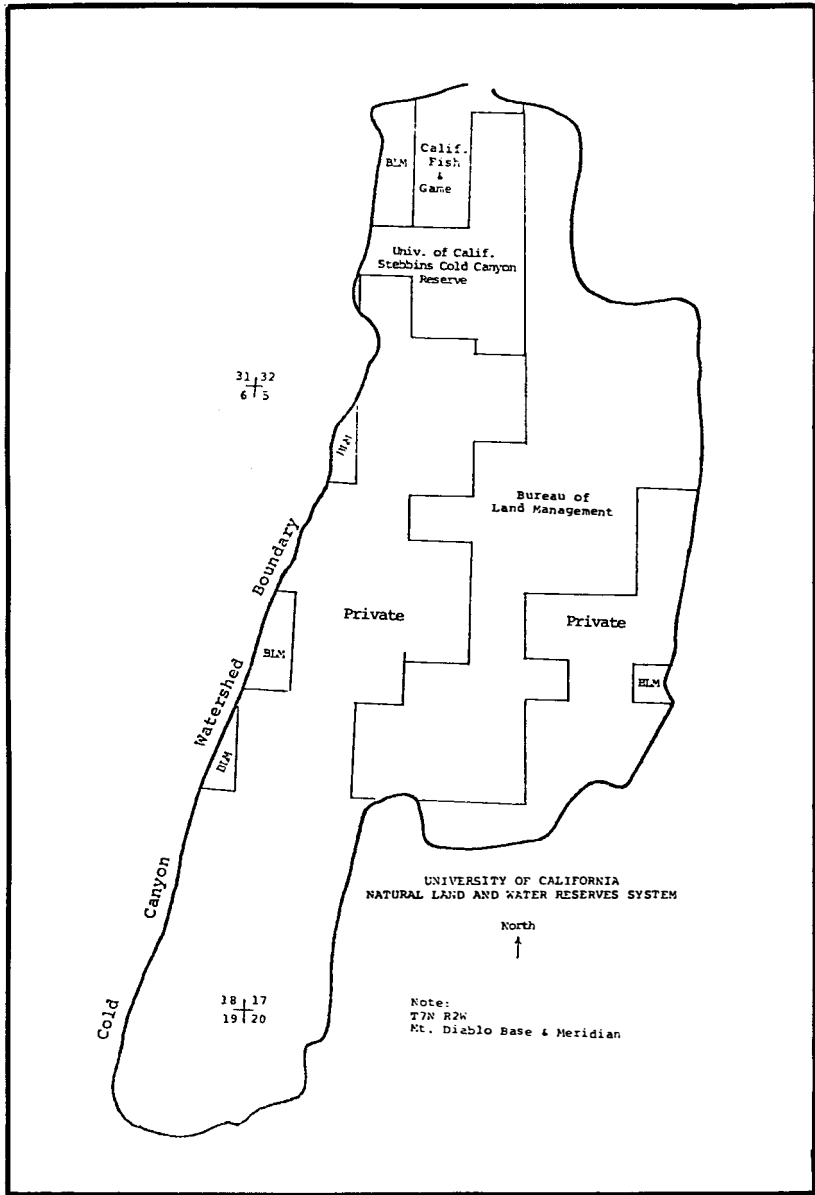 BLM
Calif.
Fish
&
Game
Univ. of Calif.
Stebbins Cold Canyon
Reserve
31 32
6 5
BLM
Bureau of
Land Management
Cold Canyon Watershed Boundary
Private
Private
BLM
BLM
BLM
UNIVERSITY OF CALIFORNIA
NATURAL LAND AND WATER RESERVES SYSTEM
North
18 17
19 20
Note:
T7N R2W
Mt. Diablo Base & Meridian